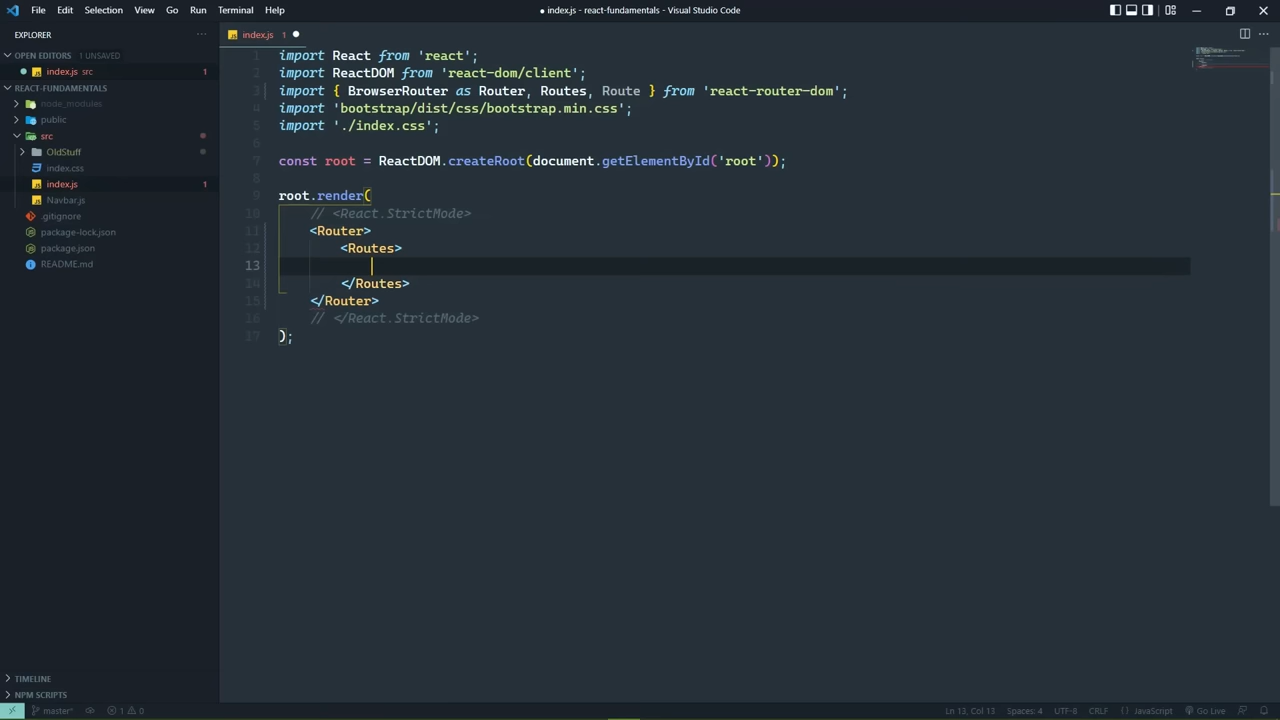 File Edit Selection View Go Run Terminal Help
● index.js - react-fundamentals - Visual Studio Code
EXPLORER ...
OPEN EDITORS 1 UNSAVED
● index.js src 1
REACT-FUNDAMENTALS
node_modules
public
src
OldStuff
index.css
index.js 1
Navbar.js
.gitignore
package-lock.json
package.json
README.md
TIMELINE
NPM SCRIPTS
index.js 1 ●
1 import React from 'react';
2 import ReactDOM from 'react-dom/client';
3 import { BrowserRouter as Router, Routes, Route } from 'react-router-dom';
4 import 'bootstrap/dist/css/bootstrap.min.css';
5 import './index.css';
6
7 const root = ReactDOM.createRoot(document.getElementById('root'));
8
9 root.render(
10 // <React.StrictMode>
11 <Router>
12 <Routes>
13
14 </Routes>
15 </Router>
16 // </React.StrictMode>
17 );
master* 1 0 Ln 13, Col 13 Spaces: 4 UTF-8 CRLF {} JavaScript Go Live